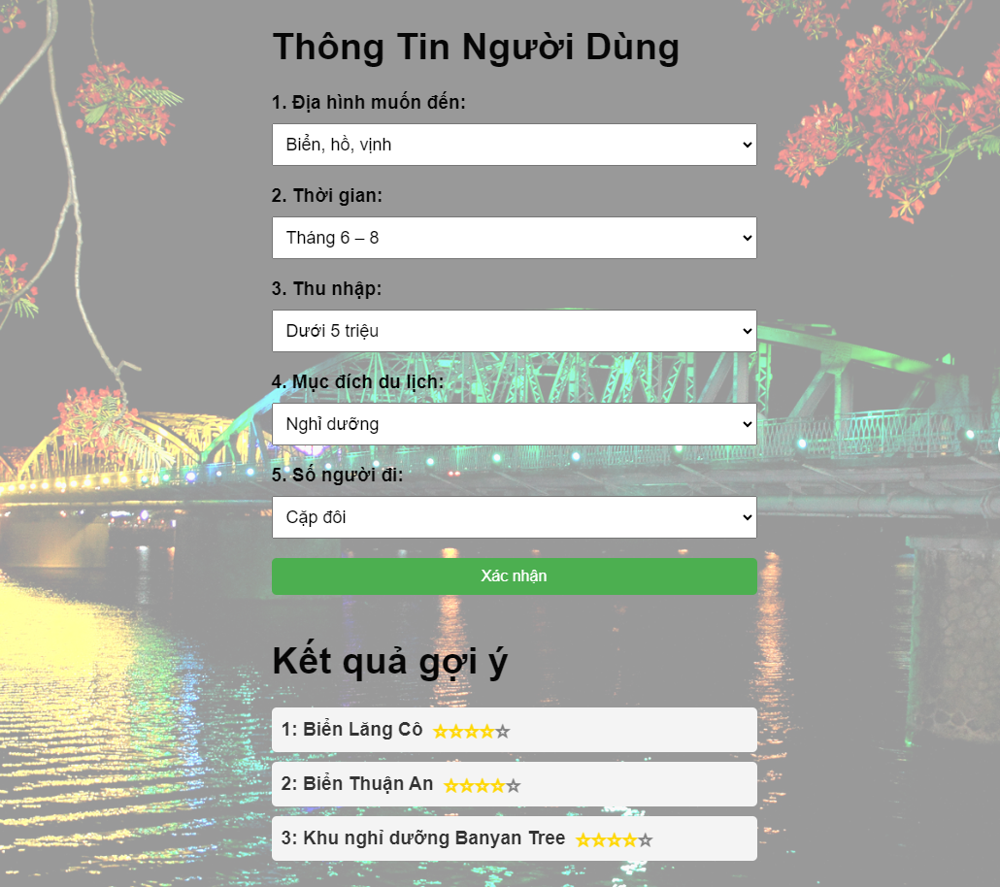 Thông Tin Người Dùng
1. Địa hình muốn đến:
Biển, hồ, vịnh
2. Thời gian:
Tháng 6 – 8
3. Thu nhập:
Dưới 5 triệu
4. Mục đích du lịch:
Nghỉ dưỡng
5. Số người đi:
Cặp đôi
Xác nhận
Kết quả gợi ý
1: Biển Lăng Cô
2: Biển Thuận An
3: Khu nghỉ dưỡng Banyan Tree